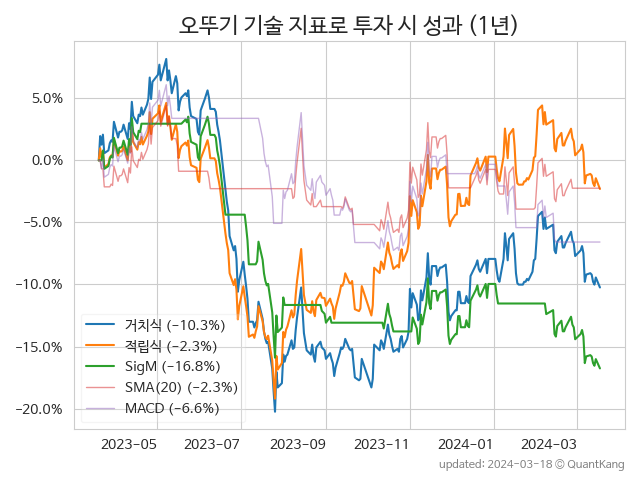 오뚜기 기술 지표로 투자 시 성과 (1년)
5.0%
0.0%
−5.0%
−10.0%
−15.0%
−20.0%
거치식 (−10.3%)
적립식 (−2.3%)
SigM (−16.8%)
SMA(20) (−2.3%)
MACD (−6.6%)
2023−05 2023−07 2023−09 2023−11 2024−01 2024−03
updated: 2024−03−18 ⓒ QuantKang